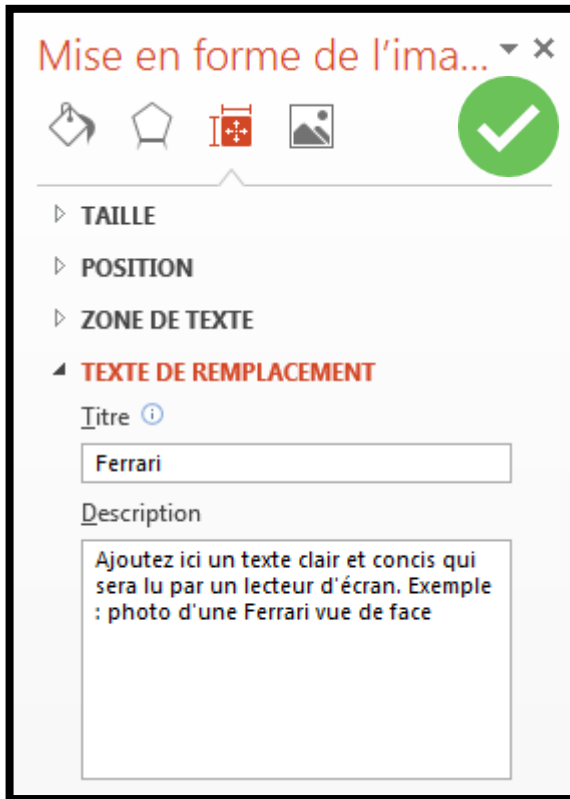 Mise en forme de l'ima...
TAILLE
POSITION
ZONE DE TEXTE
TEXTE DE REMPLACEMENT
Titre
Ferrari
Description
Ajoutez ici un texte clair et concis qui
sera lu par un lecteur d'écran. Exemple
: photo d'une Ferrari vue de face